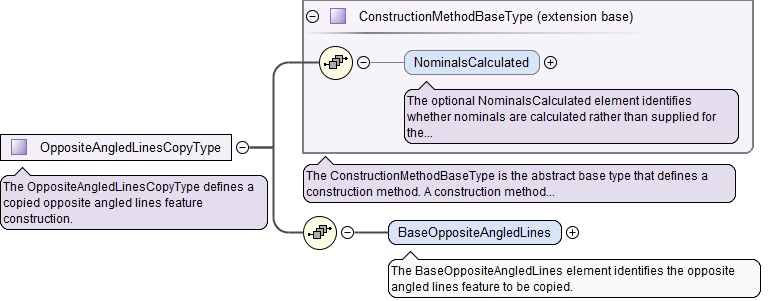 ConstructionMethodBaseType (extension base)
NominalsCalculated
The optional NominalsCalculated element identifies
whether nominals are calculated rather than supplied for
the...
OppositeAngledLinesCopyType
The OppositeAngledLinesCopyType defines a
copied opposite angled lines feature
construction.
The ConstructionMethodBaseType is the abstract base type that defines a
construction method. A construction method...
BaseOppositeAngledLines
The BaseOppositeAngledLines element identifies the opposite
angled lines feature to be copied.